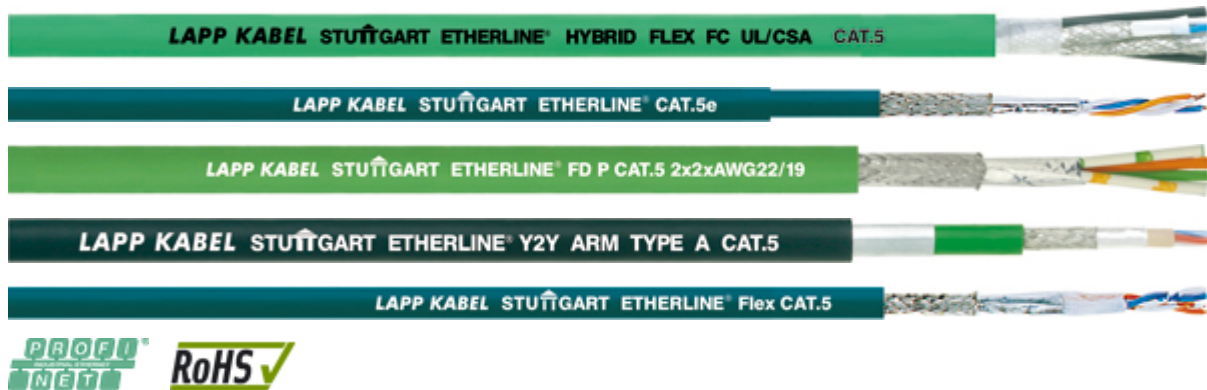 LAPP KABEL STUTTGART ETHERLINE® HYBRID FLEX FC UL/CSA CAT.5
LAPP KABEL STUTTGART ETHERLINE® CAT.5e
LAPP KABEL STUTTGART ETHERLINE® FD P CAT.5 2x2xAWG22/19
LAPP KABEL STUTTGART ETHERLINE® Y2Y ARM TYPE A CAT.5
LAPP KABEL STUTTGART ETHERLINE® Flex CAT.5
PROFI®
INDUSTRIAL ETHERNET
NET
RoHS